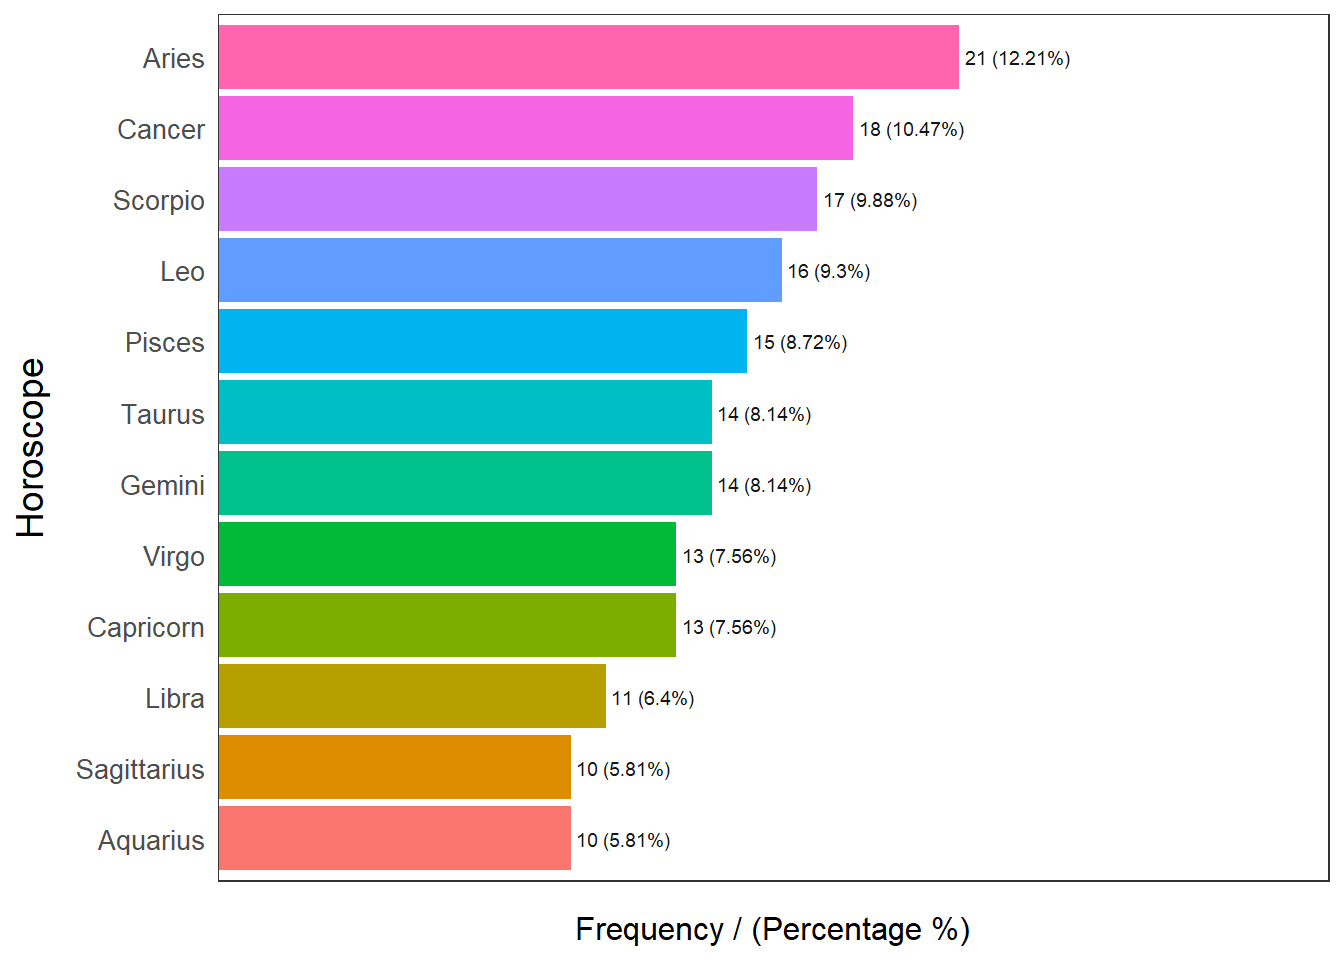 Aries 21 (12.21%)
Cancer 18 (10.47%)
Scorpio 17 (9.88%)
Leo 16 (9.3%)
Pisces 15 (8.72%)
Taurus 14 (8.14%)
Gemini 14 (8.14%)
Virgo 13 (7.56%)
Capricorn 13 (7.56%)
Libra 11 (6.4%)
Sagittarius 10 (5.81%)
Aquarius 10 (5.81%)
Horoscope
Frequency / (Percentage %)